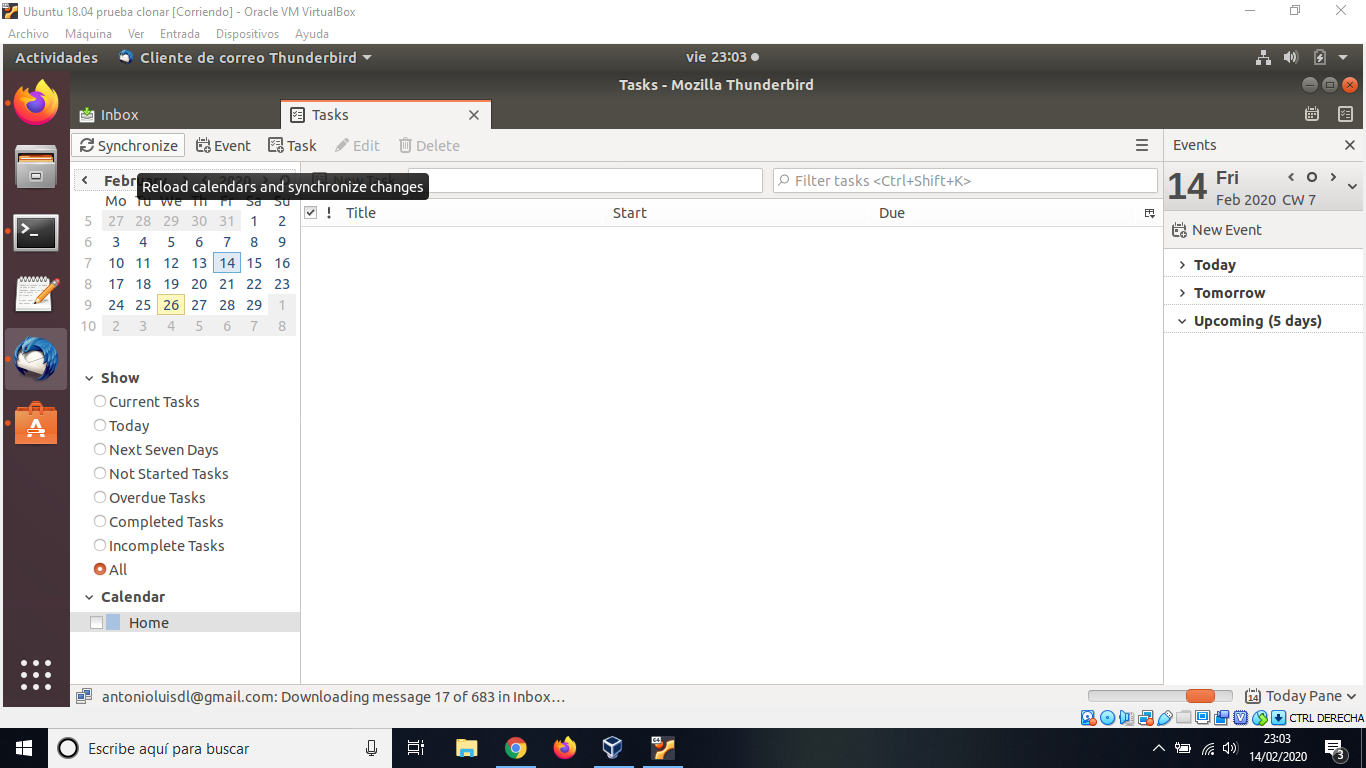 Ubuntu 18.04 prueba clonar [Corriendo] - Oracle VM VirtualBox
Archivo Máquina Ver Entrada Dispositivos Ayuda
Actividades Cliente de correo Thunderbird vie 23:03
Tasks - Mozilla Thunderbird
Inbox Tasks
Synchronize Event Task Edit Delete
Events
Reload calendars and synchronize changes
Filter tasks <Ctrl+Shift+K>
14 Fri
Feb 2020 CW 7
Mo Tu We Th Fr Sa Su
Title Start Due
5 27 28 29 30 31 1 2
New Event
6 3 4 5 6 7 8 9
7 10 11 12 13 14 15 16
Today
8 17 18 19 20 21 22 23
Tomorrow
9 24 25 26 27 28 29 1
Upcoming (5 days)
10 2 3 4 5 6 7 8
Show
Current Tasks
Today
Next Seven Days
Not Started Tasks
Overdue Tasks
Completed Tasks
Incomplete Tasks
All
Calendar
Home
antonioluisdl@gmail.com: Downloading message 17 of 683 in Inbox…
14 Today Pane
CTRL DERECHA
Escribe aquí para buscar
23:03
14/02/2020
3